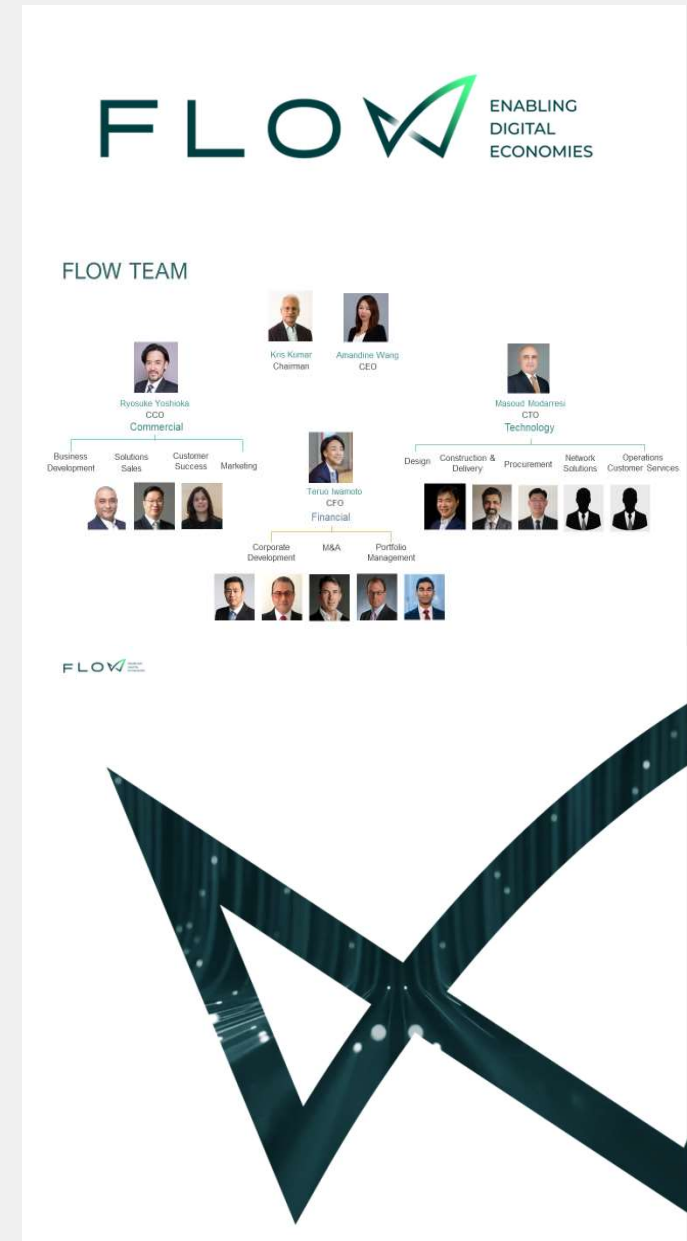 FLOW
ENABLING
DIGITAL
ECONOMIES
FLOW TEAM
Kris Kumar
Chairman
Amandine Wang
CEO
Ryosuke Yoshioka
CCO
Commercial
Business
Development
Solutions
Sales
Customer
Success
Marketing
Masoud Modarresi
CTO
Technology
Design
Construction &
Delivery
Procurement
Network
Solutions
Operations
Customer Services
Teruo Iwamoto
CFO
Financial
Corporate
Development
M&A
Portfolio
Management
FLOW